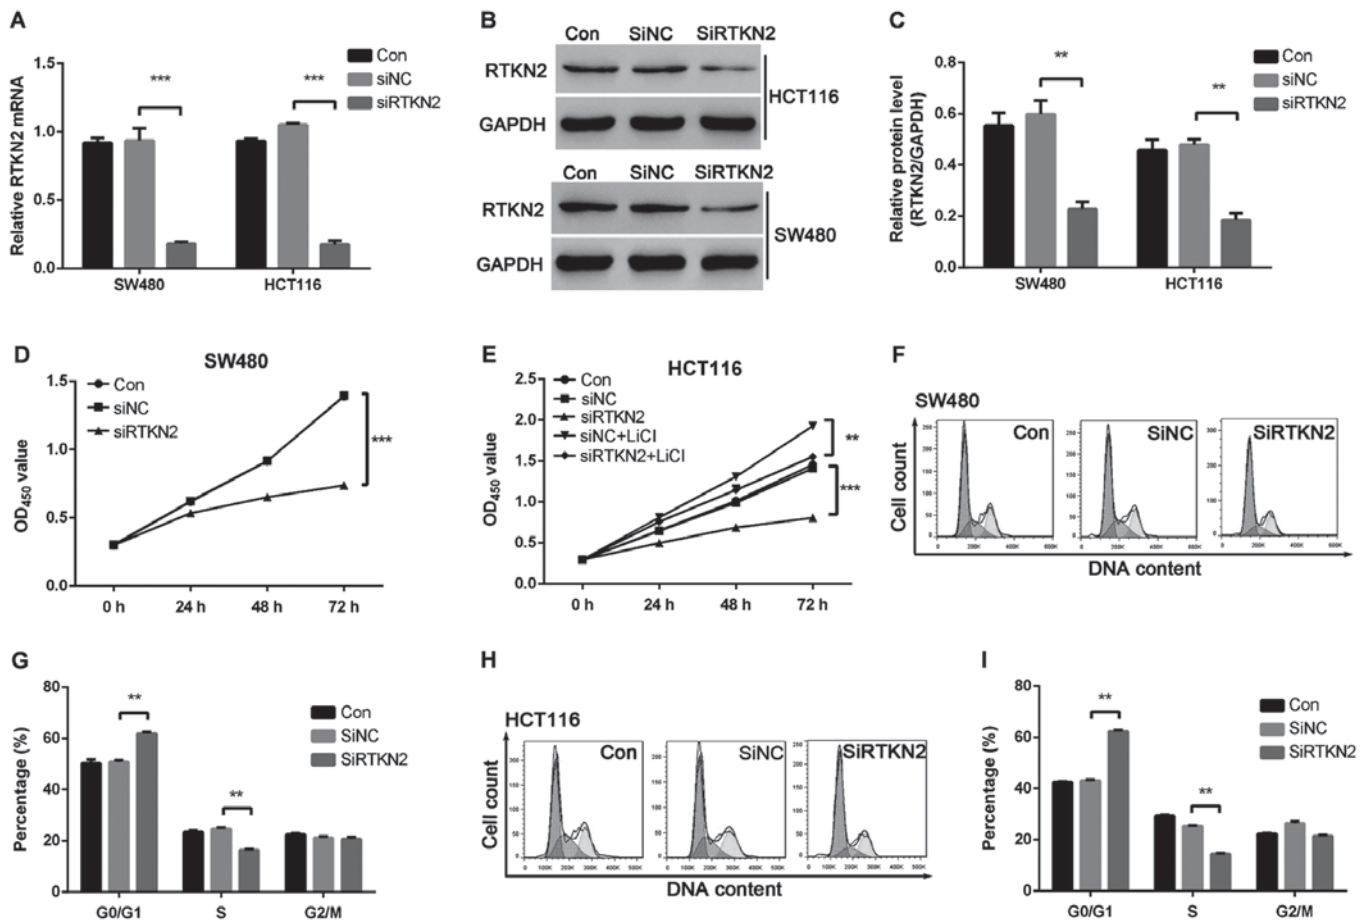 A
Con
siNC
siRTKN2
Relative RTKN2 mRNA
1.5
1.0
0.5
0.0
***
***
SW480
HCT116
B
Con
SiNC
SiRTKN2
RTKN2
GAPDH
HCT116
Con
SiNC
SiRTKN2
RTKN2
GAPDH
SW480
C
Con
siNC
siRTKN2
Relative protein level
(RTKN2/GAPDH)
0.8
0.6
0.4
0.2
0.0
**
**
SW480
HCT116
D
SW480
Con
siNC
siRTKN2
OD450 value
1.5
1.0
0.5
0.0
***
0 h
24 h
48 h
72 h
E
HCT116
Con
siNC
siRTKN2
siNC+LiCl
siRTKN2+LiCl
OD450 value
2.5
2.0
1.5
1.0
0.5
0.0
**
***
0 h
24 h
48 h
72 h
F
SW480
Cell count
Con
SiNC
SiRTKN2
DNA content
G
Con
SiNC
SiRTKN2
Percentage (%)
80
60
40
20
0
**
**
G0/G1
S
G2/M
H
HCT116
Cell count
Con
SiNC
SiRTKN2
DNA content
I
Con
SiNC
SiRTKN2
Percentage (%)
80
60
40
20
0
**
**
G0/G1
S
G2/M